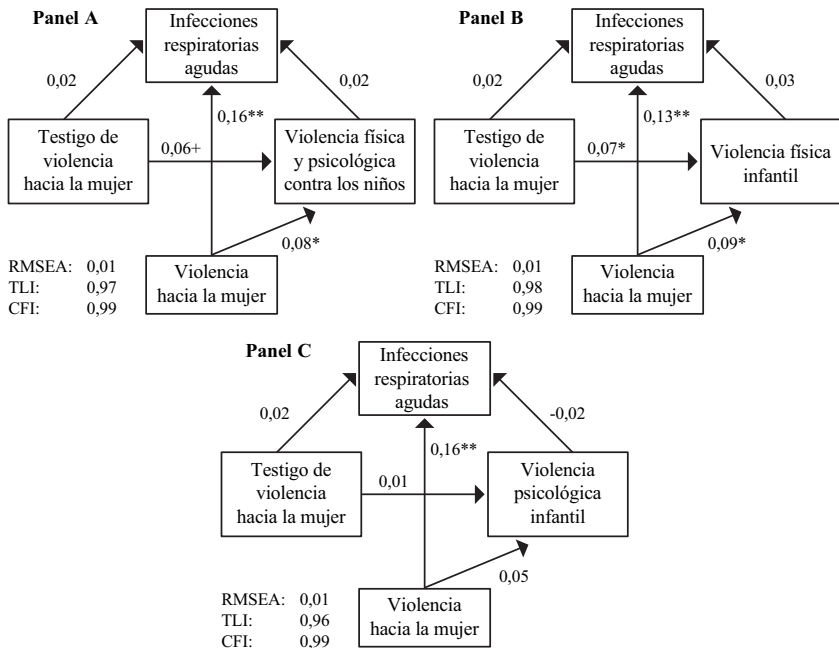 Panel A
Infecciones
respiratorias
agudas
0,02
0,02
0,16**
Testigo de
violencia
hacia la mujer
0,06+
Violencia física
y psicológica
contra los niños
0,08*
Violencia
hacia la mujer
RMSEA: 0,01
TLI: 0,97
CFI: 0,99
Panel B
Infecciones
respiratorias
agudas
0,02
0,03
0,13**
Testigo de
violencia
hacia la mujer
0,07*
Violencia física
infantil
0,09*
Violencia
hacia la mujer
RMSEA: 0,01
TLI: 0,98
CFI: 0,99
Panel C
Infecciones
respiratorias
agudas
0,02
-0,02
0,16**
Testigo de
violencia
hacia la mujer
0,01
Violencia
psicológica
infantil
0,05
Violencia
hacia la mujer
RMSEA: 0,01
TLI: 0,96
CFI: 0,99